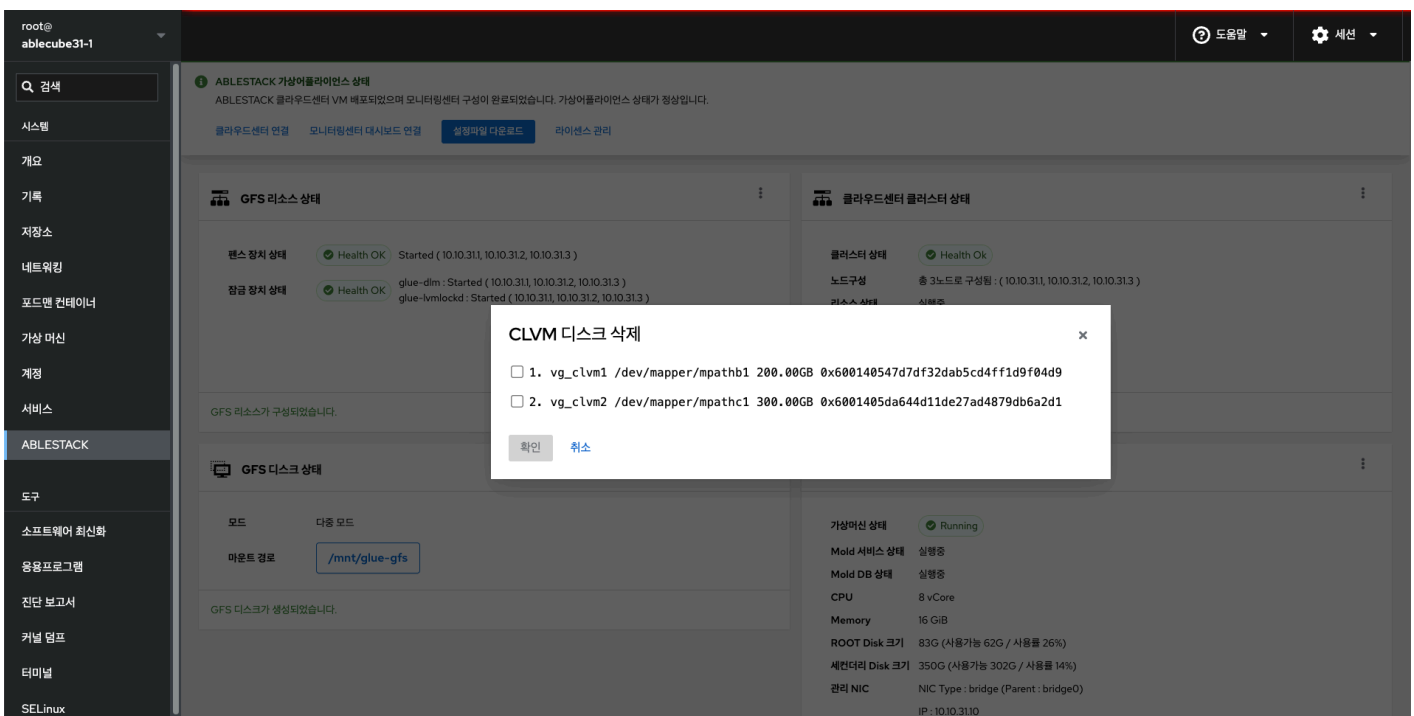 root@
ablecube31-1
도움말
세션
검색
시스템
개요
기록
저장소
네트워킹
포드맨 컨테이너
가상 머신
계정
서비스
ABLESTACK
도구
소프트웨어 최신화
응용프로그램
진단 보고서
커널 덤프
터미널
SELinux
ABLESTACK 가상어플라이언스 상태
ABLESTACK 클라우드센터 VM 배포되었으며 모니터링센터 구성이 완료되었습니다. 가상어플라이언스 상태가 정상입니다.
클라우드센터 연결 모니터링센터 대시보드 연결 설정파일 다운로드 라이센스 관리
GFS 리소스 상태
펜스 장치 상태 Health OK Started ( 10.10.31.1, 10.10.31.2, 10.10.31.3 )
잠금 장치 상태 Health OK glue-dlm : Started ( 10.10.31.1, 10.10.31.2, 10.10.31.3 )
glue-lvmlockd : Started ( 10.10.31.1, 10.10.31.2, 10.10.31.3 )
GFS 리소스가 구성되었습니다.
클라우드센터 클러스터 상태
클러스터 상태 Health Ok
노드구성 총 3노드로 구성됨 : ( 10.10.31.1, 10.10.31.2, 10.10.31.3 )
리소스 상태 실행중
CLVM 디스크 삭제
1. vg_clvm1 /dev/mapper/mpathb1 200.00GB 0x600140547d7df32dab5cd4ff1d9f04d9
2. vg_clvm2 /dev/mapper/mpathc1 300.00GB 0x6001405da644d11de27ad4879db6a2d1
확인 취소
GFS 디스크 상태
모드 다중 모드
마운트 경로 /mnt/glue-gfs
GFS 디스크가 생성되었습니다.
가상머신 상태 Running
Mold 서비스 상태 실행중
Mold DB 상태 실행중
CPU 8 vCore
Memory 16 GiB
ROOT Disk 크기 83G (사용가능 62G / 사용률 26%)
세컨더리 Disk 크기 350G (사용가능 302G / 사용률 14%)
관리 NIC NIC Type : bridge (Parent : bridge0)
IP : 10.10.31.10